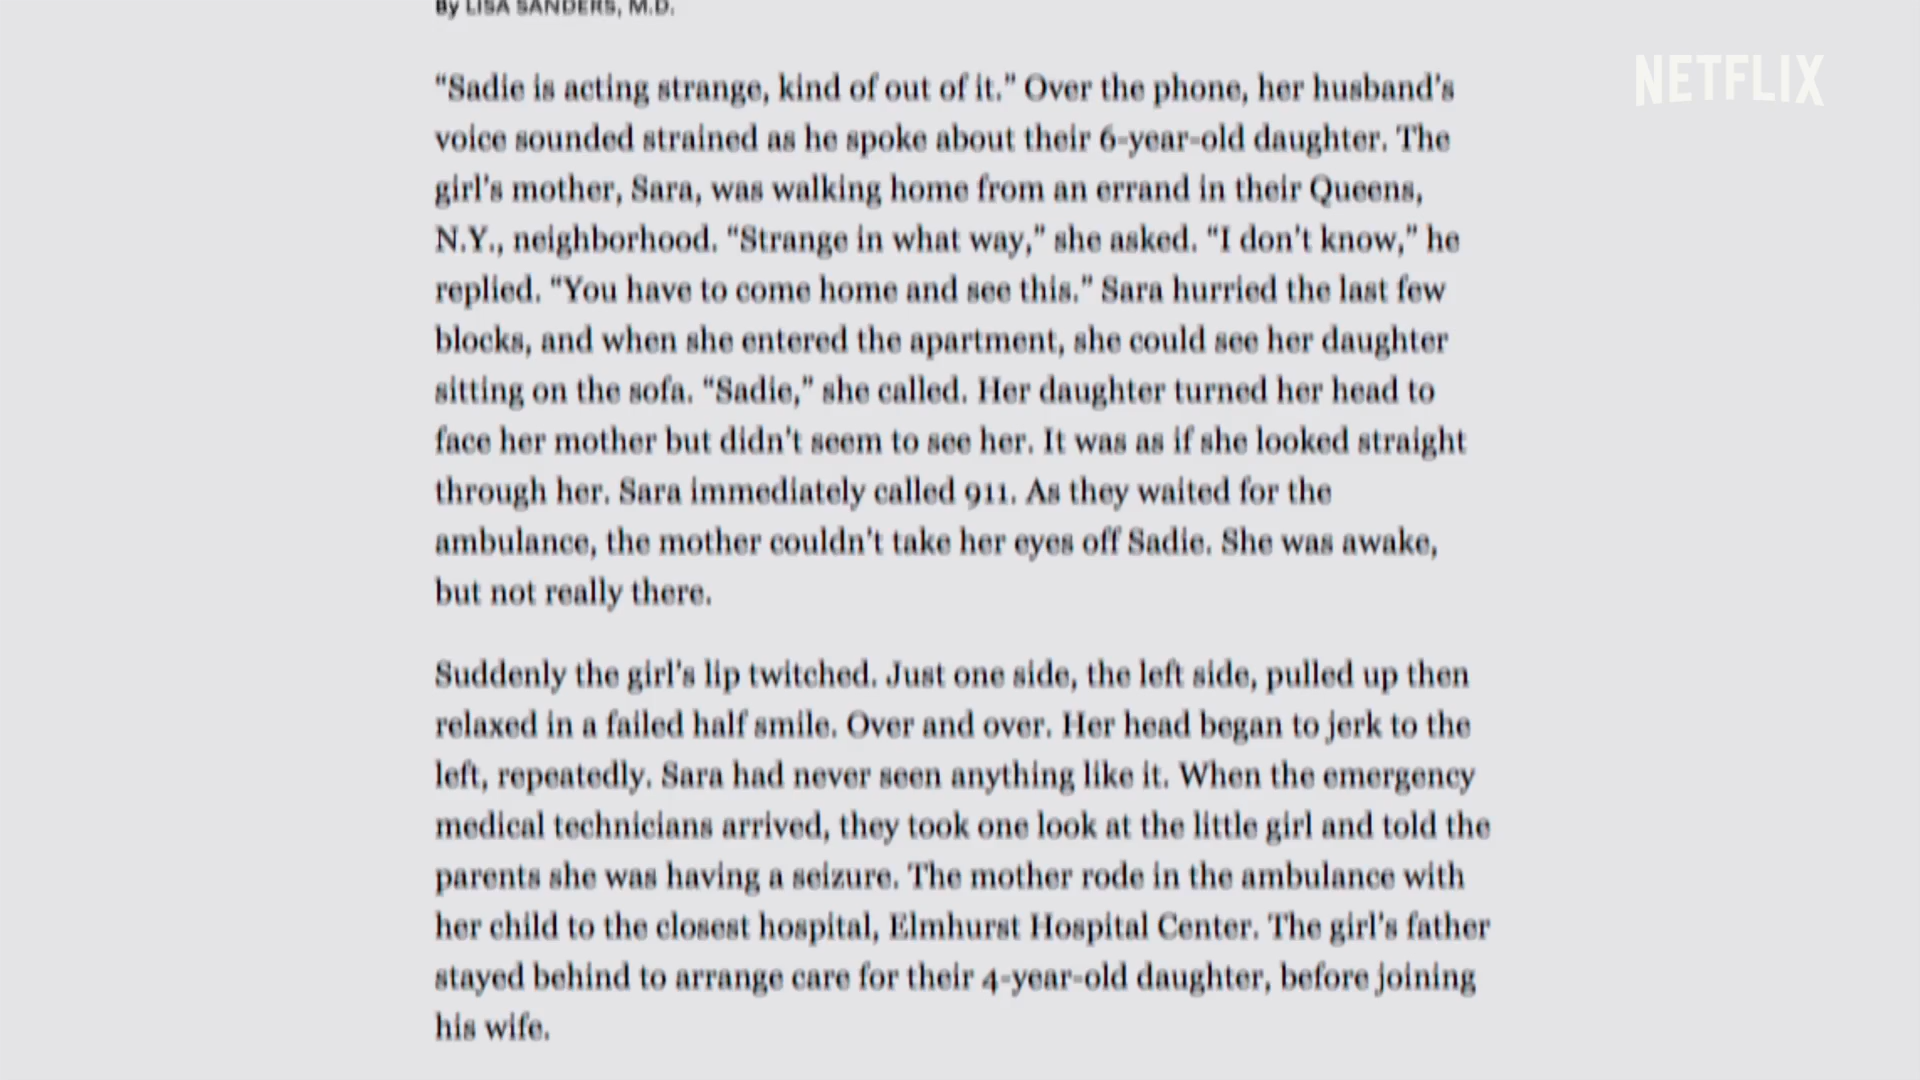 By LISA SANDERS, M.D.
NETFLIX
“Sadie is acting strange, kind of out of it.” Over the phone, her husband’s
voice sounded strained as he spoke about their 6-year-old daughter. The
girl’s mother, Sara, was walking home from an errand in their Queens,
N.Y., neighborhood. “Strange in what way,” she asked. “I don’t know,” he
replied. “You have to come home and see this.” Sara hurried the last few
blocks, and when she entered the apartment, she could see her daughter
sitting on the sofa. “Sadie,” she called. Her daughter turned her head to
face her mother but didn’t seem to see her. It was as if she looked straight
through her. Sara immediately called 911. As they waited for the
ambulance, the mother couldn’t take her eyes off Sadie. She was awake,
but not really there.
Suddenly the girl’s lip twitched. Just one side, the left side, pulled up then
relaxed in a failed half smile. Over and over. Her head began to jerk to the
left, repeatedly. Sara had never seen anything like it. When the emergency
medical technicians arrived, they took one look at the little girl and told the
parents she was having a seizure. The mother rode in the ambulance with
her child to the closest hospital, Elmhurst Hospital Center. The girl’s father
stayed behind to arrange care for their 4-year-old daughter, before joining
his wife.